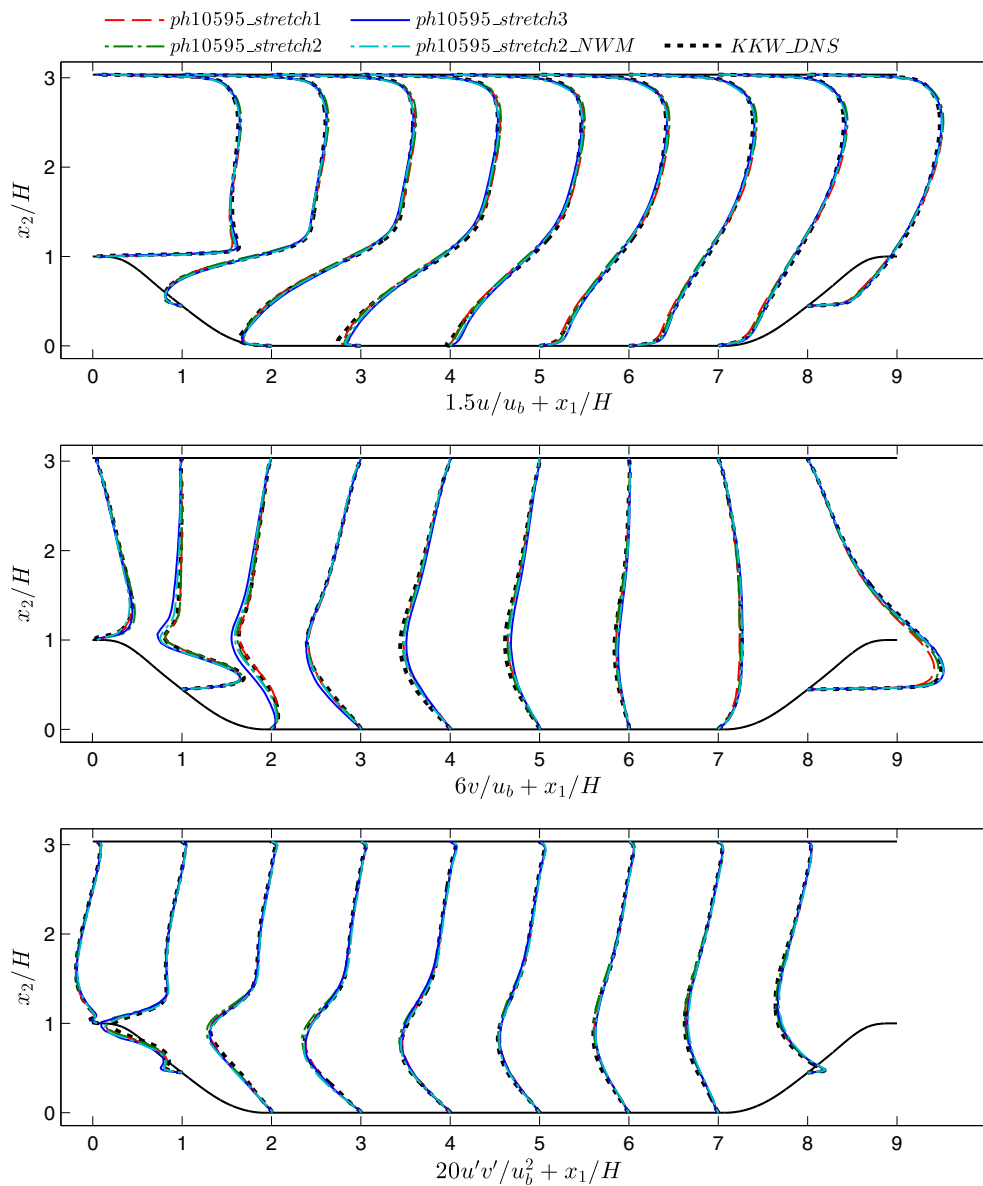 ph10595_stretch1 ph10595_stretch3
ph10595_stretch2 ph10595_stretch2_NWM KKW_DNS
3
2
1
0
x₂/H
0 1 2 3 4 5 6 7 8 9
1.5u/u_b + x₁/H
3
2
1
0
x₂/H
0 1 2 3 4 5 6 7 8 9
6v/u_b + x₁/H
3
2
1
0
x₂/H
0 1 2 3 4 5 6 7 8 9
20u′v′/u_b² + x₁/H